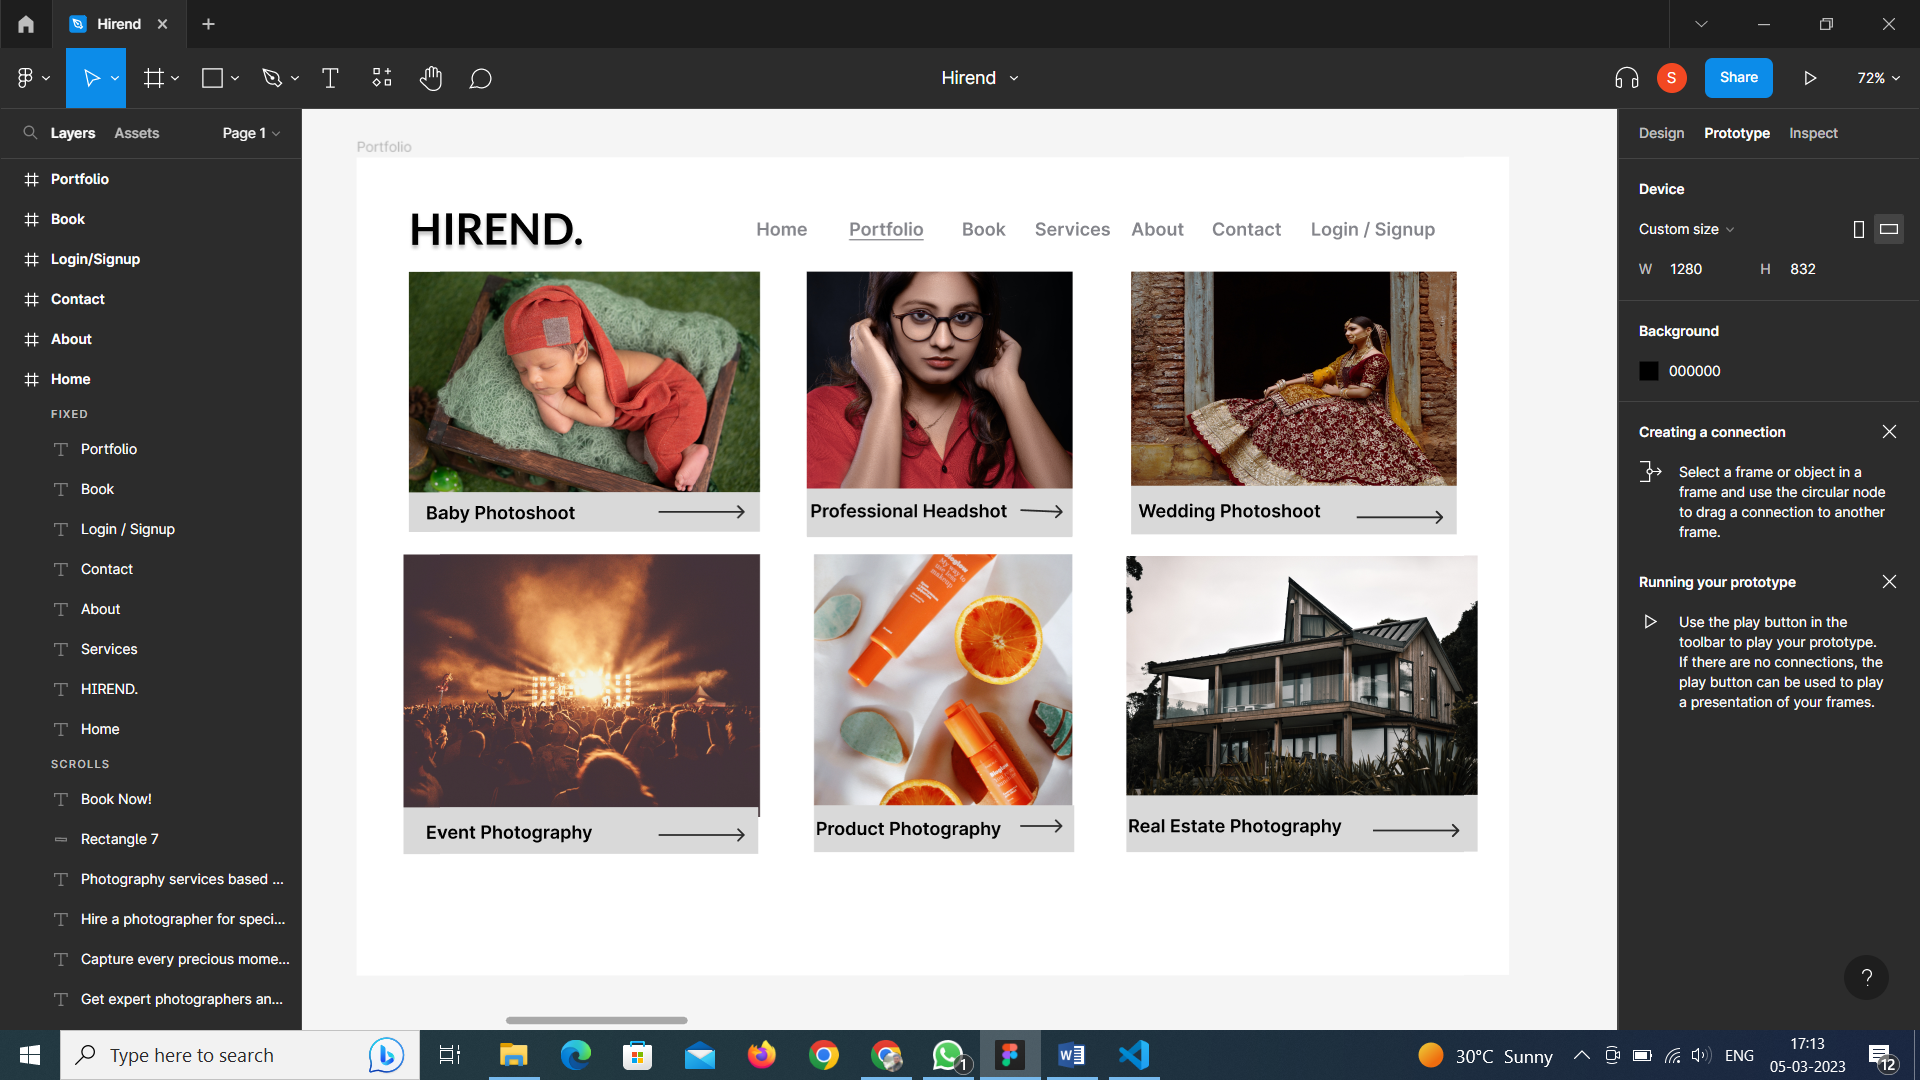 Hirend
Hirend
S
Share
72%
Layers
Assets
Page 1
Portfolio
Book
Login/Signup
Contact
About
Home
FIXED
Portfolio
Book
Login / Signup
Contact
About
Services
HIREND.
Home
SCROLLS
Book Now!
Rectangle 7
Photography services based ...
Hire a photographer for speci...
Capture every precious mome...
Get expert photographers an...
Portfolio
HIREND.
Home Portfolio Book Services About Contact Login / Signup
Baby Photoshoot
Professional Headshot
Wedding Photoshoot
Event Photography
Product Photography
Real Estate Photography
Design
Prototype
Inspect
Device
Custom size
W 1280 H 832
Background
000000
Creating a connection
Select a frame or object in a
frame and use the circular node
to drag a connection to another
frame.
Running your prototype
Use the play button in the
toolbar to play your prototype.
If there are no connections, the
play button can be used to play
a presentation of your frames.
?
Type here to search
1
30°C Sunny
ENG
17:13
05-03-2023
12